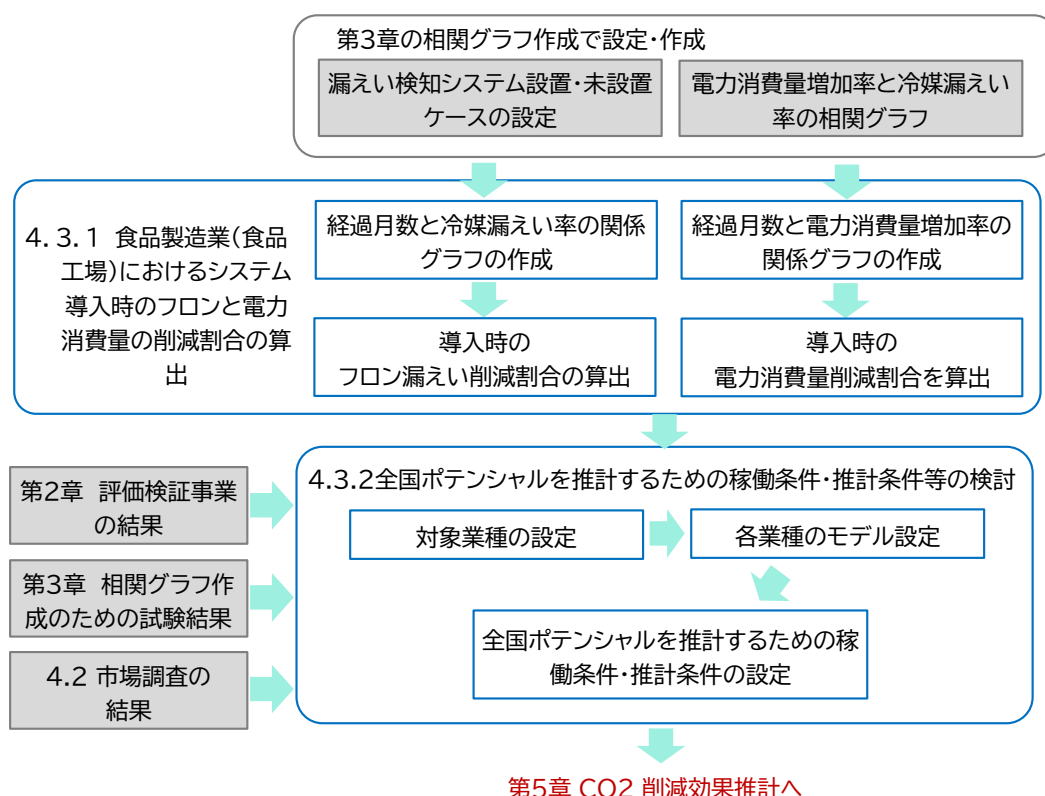 第3章の相関グラフ作成で設定・作成
漏えい検知システム設置・未設置
ケースの設定
電力消費量増加率と冷媒漏えい
率の相関グラフ
4.3.1 食品製造業(食品
工場)におけるシステム
導入時のフロンと電力
消費量の削減割合の算
出
経過月数と冷媒漏えい率の関係
グラフの作成
経過月数と電力消費量増加率の
関係グラフの作成
導入時の
フロン漏えい削減割合の算出
導入時の
電力消費量削減割合を算出
第2章 評価検証事業
の結果
第3章 相関グラフ作
成のための試験結果
4.2 市場調査の
結果
4.3.2全国ポテンシャルを推計するための稼働条件・推計条件等の検討
対象業種の設定
各業種のモデル設定
全国ポテンシャルを推計するための稼
働条件・推計条件の設定
第5章 CO2 削減効果推計へ